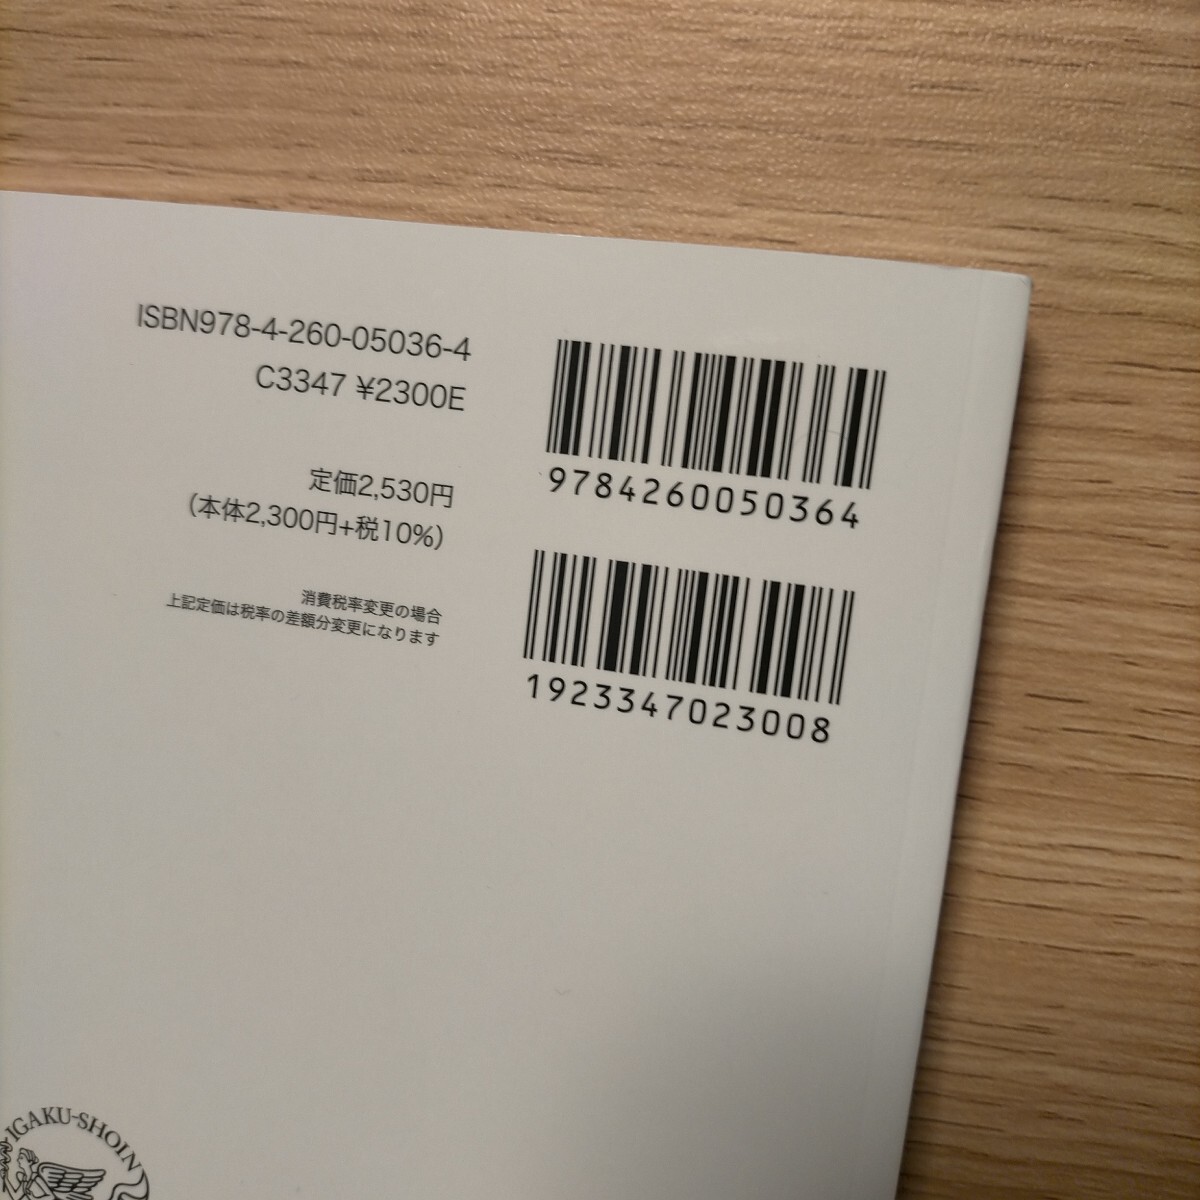 ISBN978-4-260-05036-4
C3347 ¥2300E
定価2,530円
(本体2,300円+税10%)
消費税率変更の場合
上記定価は税率の差額分変更になります
9784260050364
1923347023008
IGAKU-SHOIN